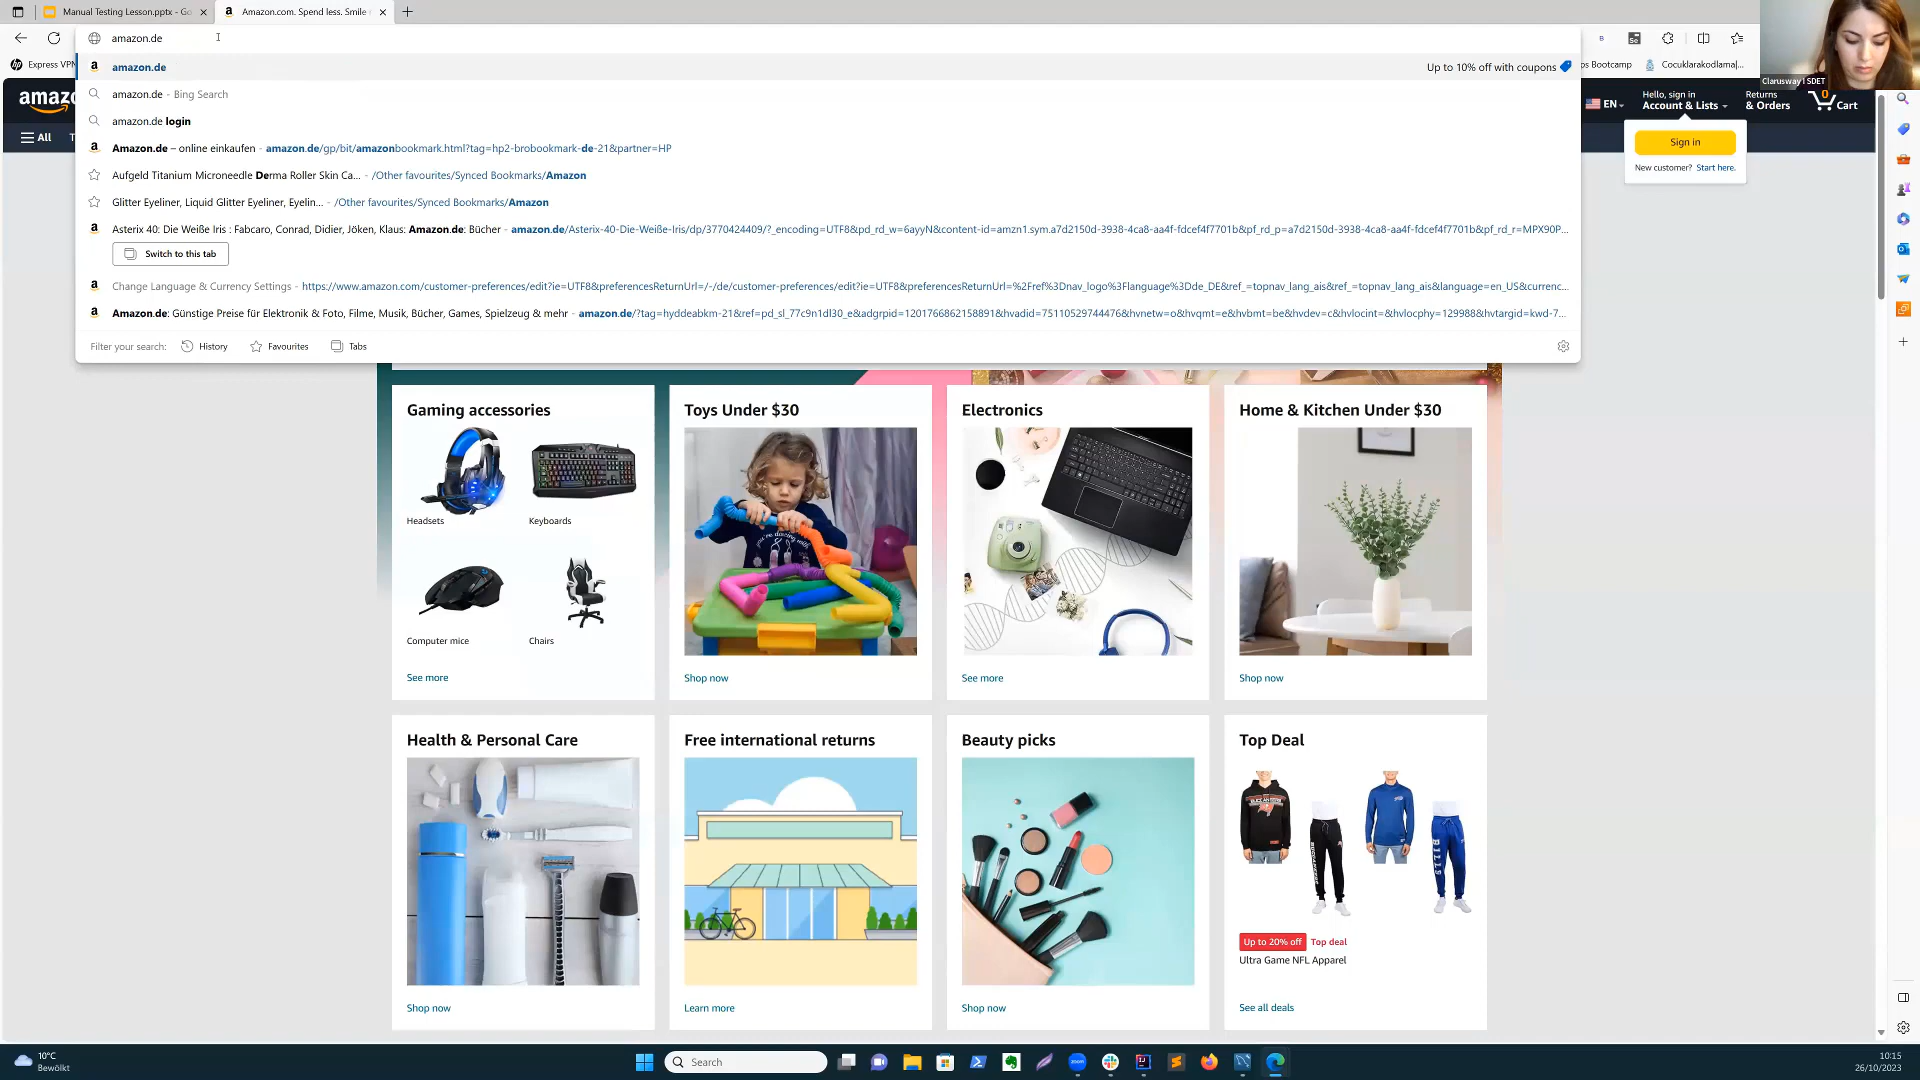 Manual Testing Lesson.pptx - Go
Amazon.com. Spend less. Smile
amazon.de
Express VPN
os Bootcamp
Cocuklarakodlama|...
Clarusway | SDET
amazon.de
Up to 10% off with coupons
amazon.de - Bing Search
amazon.de login
Amazon.de – online einkaufen - amazon.de/gp/bit/amazonbookmark.html?tag=hp2-brobookmark-de-21&partner=HP
Aufgeld Titanium Microneedle Derma Roller Skin Ca... - /Other favourites/Synced Bookmarks/Amazon
Glitter Eyeliner, Liquid Glitter Eyeliner, Eyelin... - /Other favourites/Synced Bookmarks/Amazon
Asterix 40: Die Weiße Iris : Fabcaro, Conrad, Didier, Jöken, Klaus: Amazon.de: Bücher - amazon.de/Asterix-40-Die-Weiße-Iris/dp/3770424409/?_encoding=UTF8&pd_rd_w=6ayyN&content-id=amzn1.sym.a7d2150d-3938-4ca8-aa4f-fdcef4f7701b&pf_rd_p=a7d2150d-3938-4ca8-aa4f-fdcef4f7701b&pf_rd_r=MPX90P...
Switch to this tab
Change Language & Currency Settings - https://www.amazon.com/customer-preferences/edit?ie=UTF8&preferencesReturnUrl=/-/de/customer-preferences/edit?ie=UTF8&preferencesReturnUrl=%2Fref%3Dnav_logo%3Flanguage%3Dde_DE&ref_=topnav_lang_ais&ref_=topnav_lang_ais&language=en_US&currenc...
Amazon.de: Günstige Preise für Elektronik & Foto, Filme, Musik, Bücher, Games, Spielzeug & mehr - amazon.de/?tag=hyddeabkm-21&ref=pd_sl_77c9n1dl30_e&adgrpid=1201766862158891&hvadid=75110529744476&hvnetw=o&hvqmt=e&hvbmt=be&hvdev=c&hvlocint=&hvlocphy=129988&hvtargid=kwd-7...
Filter your search: History Favourites Tabs
amazo
EN
Hello, sign in
Account & Lists
Returns
& Orders
0
Cart
All
T
Sign in
New customer? Start here.
Gaming accessories
Headsets
Keyboards
Computer mice
Chairs
See more
Toys Under $30
Shop now
Electronics
See more
Home & Kitchen Under $30
Shop now
Health & Personal Care
Shop now
Free international returns
Learn more
Beauty picks
Shop now
Top Deal
Up to 20% off Top deal
Ultra Game NFL Apparel
See all deals
10°C
Bewölkt
Search
zoom
10:15
26/10/2023